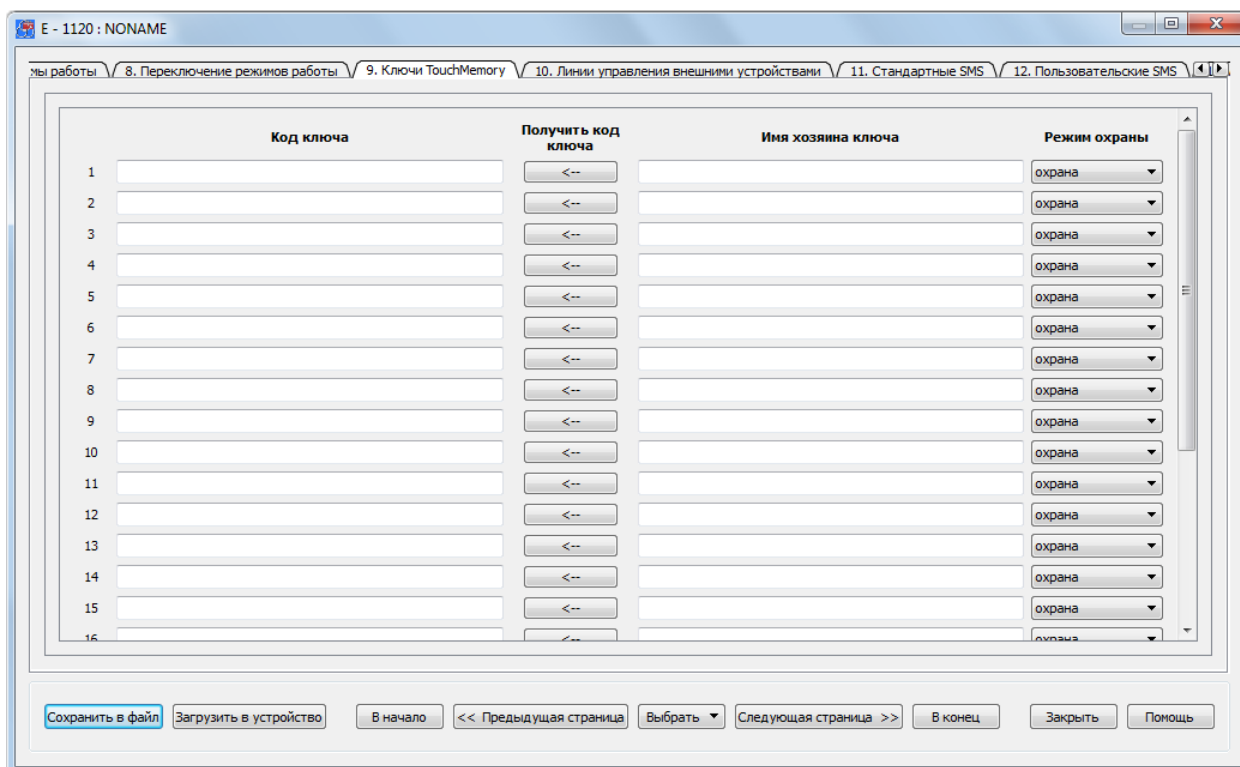 E - 1120 : NONAME
мы работы 8. Переключение режимов работы 9. Ключи TouchMemory 10. Линии управления внешними устройствами 11. Стандартные SMS 12. Пользовательские SMS
Код ключа Получить код ключа Имя хозяина ключа Режим охраны
1 <-- охрана
2 <-- охрана
3 <-- охрана
4 <-- охрана
5 <-- охрана
6 <-- охрана
7 <-- охрана
8 <-- охрана
9 <-- охрана
10 <-- охрана
11 <-- охрана
12 <-- охрана
13 <-- охрана
14 <-- охрана
15 <-- охрана
16 <-- охрана
Сохранить в файл Загрузить в устройство В начало << Предыдущая страница Выбрать Следующая страница >> В конец Закрыть Помощь